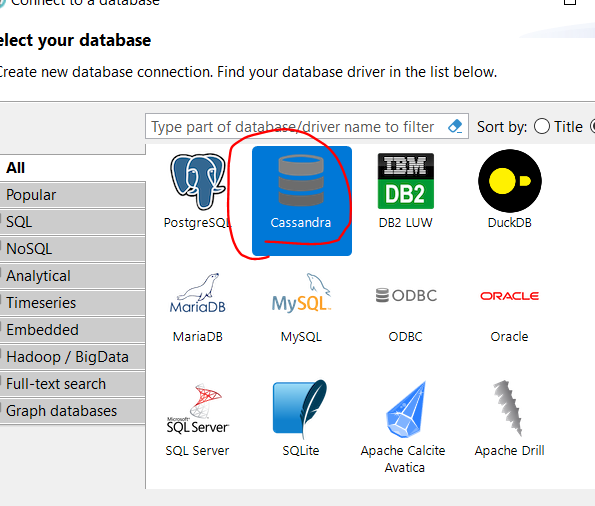 Connect to a database
elect your database
Create new database connection. Find your database driver in the list below.
Type part of database/driver name to filter
Sort by:
Title
All
Popular
SQL
NoSQL
Analytical
Timeseries
Embedded
Hadoop / BigData
Full-text search
Graph databases
PostgreSQL
Cassandra
IBM
DB2
DB2 LUW
DuckDB
MariaDB
MariaDB
MySQL
MySQL
ODBC
ODBC
ORACLE
Oracle
Microsoft
SQL Server
SQL Server
SQLite
Apache Calcite
Avatica
Apache Drill